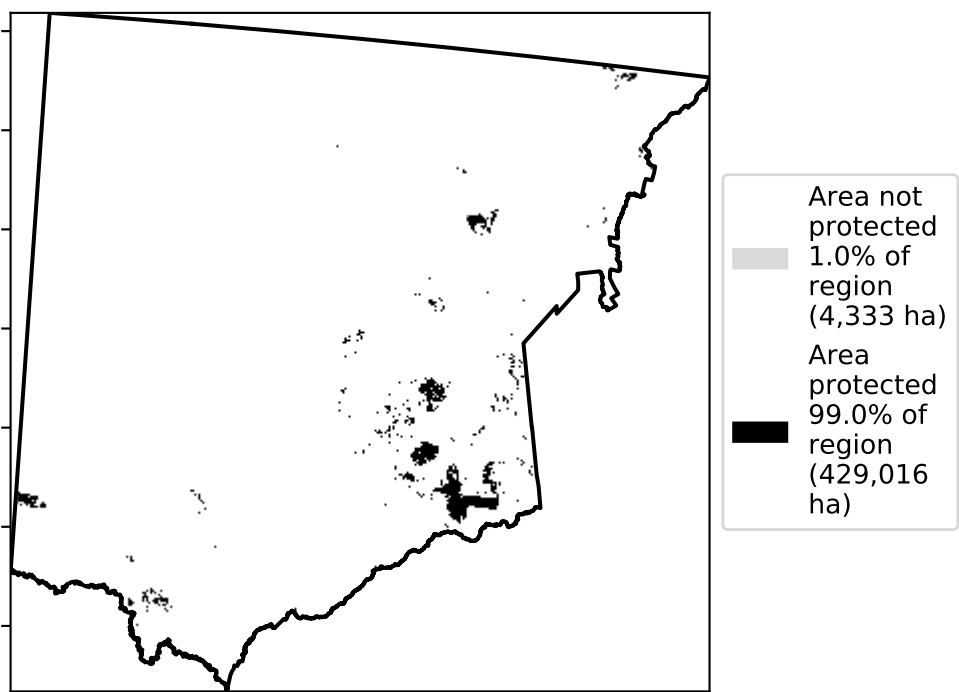 Area not
protected
1.0% of
region
(4,333 ha)
Area
protected
99.0% of
region
(429,016
ha)